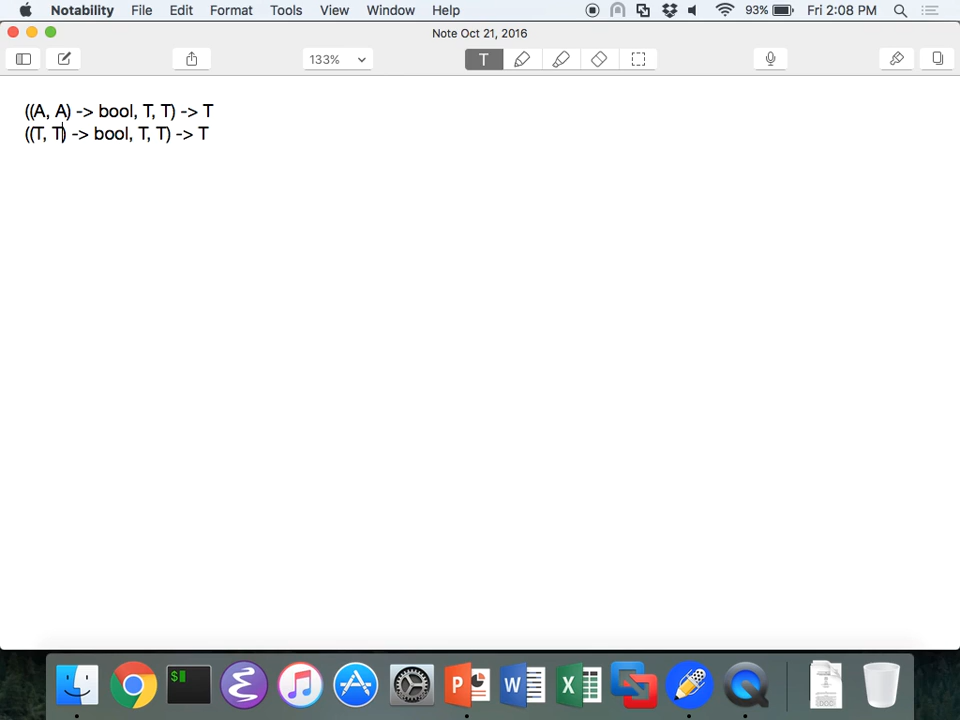 Notability File Edit Format Tools View Window Help 93% Fri 2:08 PM
Note Oct 21, 2016
133% T
((A, A) -> bool, T, T) -> T
((T, T) -> bool, T, T) -> T